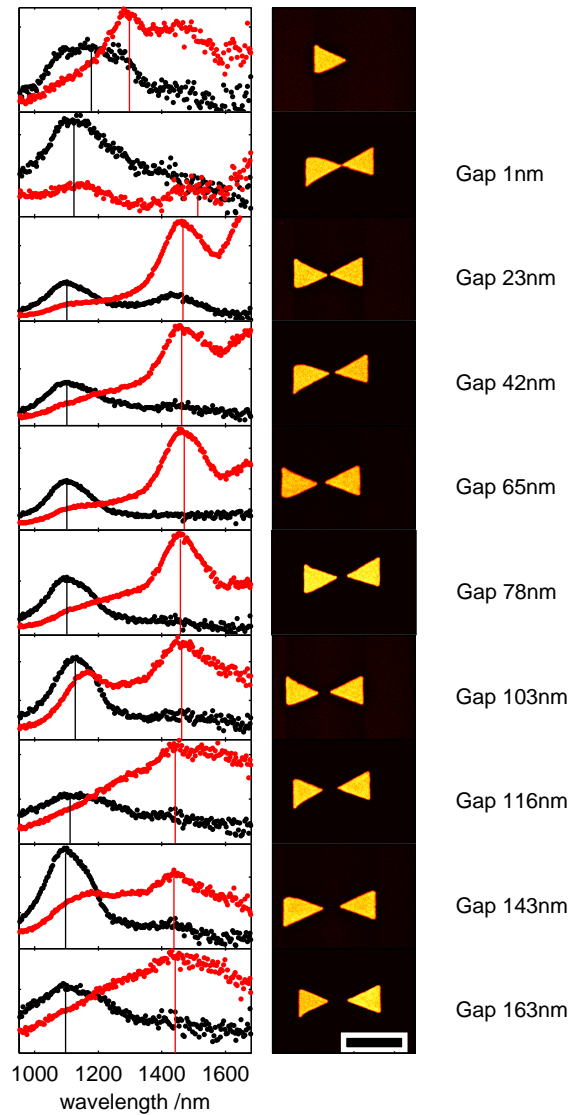 Gap 1nm
Gap 23nm
Gap 42nm
Gap 65nm
Gap 78nm
Gap 103nm
Gap 116nm
Gap 143nm
Gap 163nm
1000 1200 1400 1600
wavelength /nm